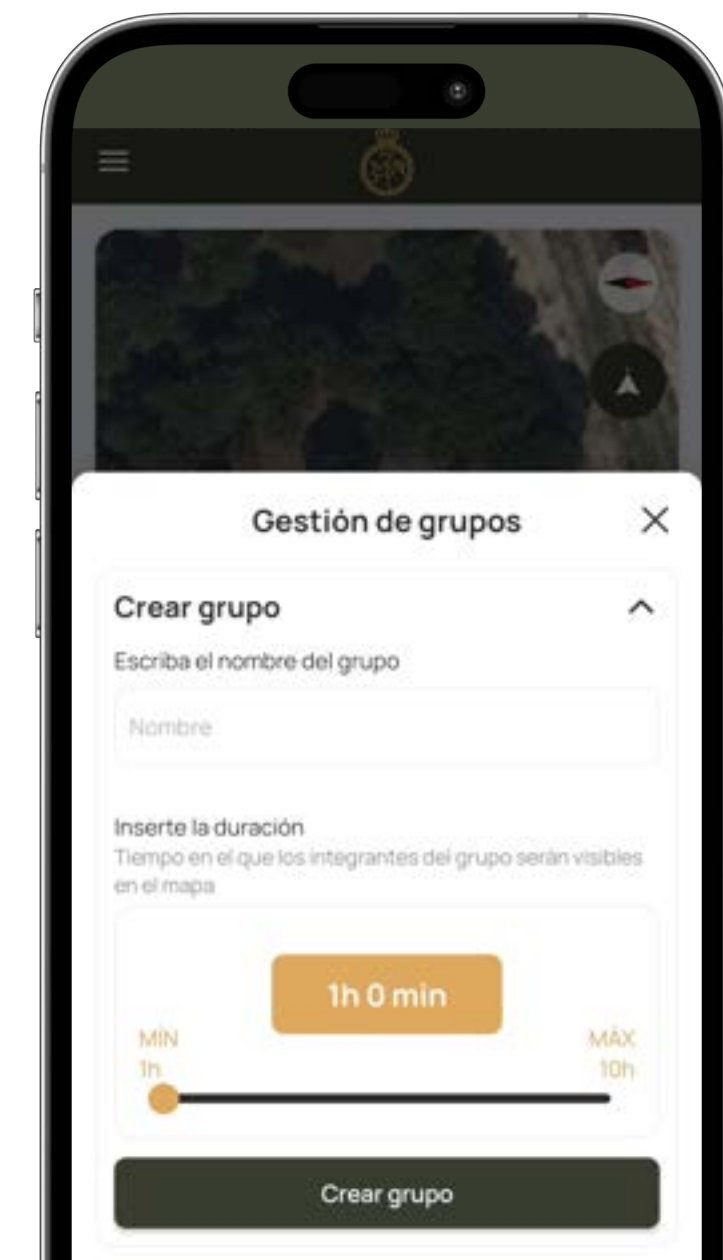 Gestión de grupos
Crear grupo
Escriba el nombre del grupo
Nombre
Inserte la duración
Tiempo en el que los integrantes del grupo serán visibles
en el mapa
1h 0 min
MÍN
MÁX
1h
10h
Crear grupo